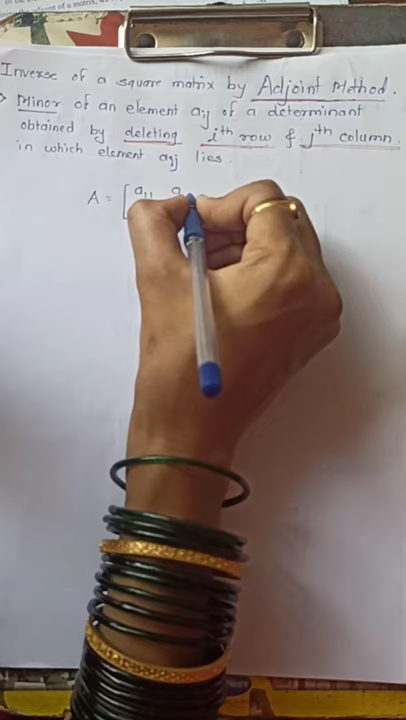 Inverse of a square matrix by Adjoint Method.
Minor of an element aij of a determinant
obtained by deleting ith row & jth column.
in which element aij lies.
A = [ a11 a